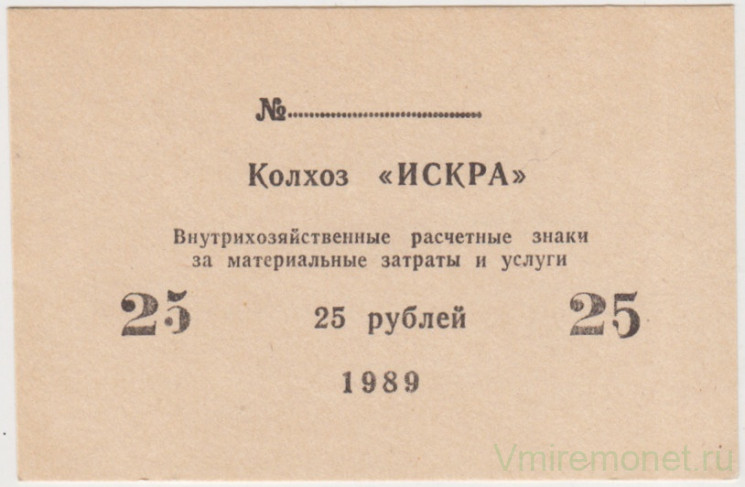 №....................................
Колхоз «ИСКРА»
Внутрихозяйственные расчетные знаки
за материальные затраты и услуги
25 25 рублей 25
1989
Vmiremonet.ru